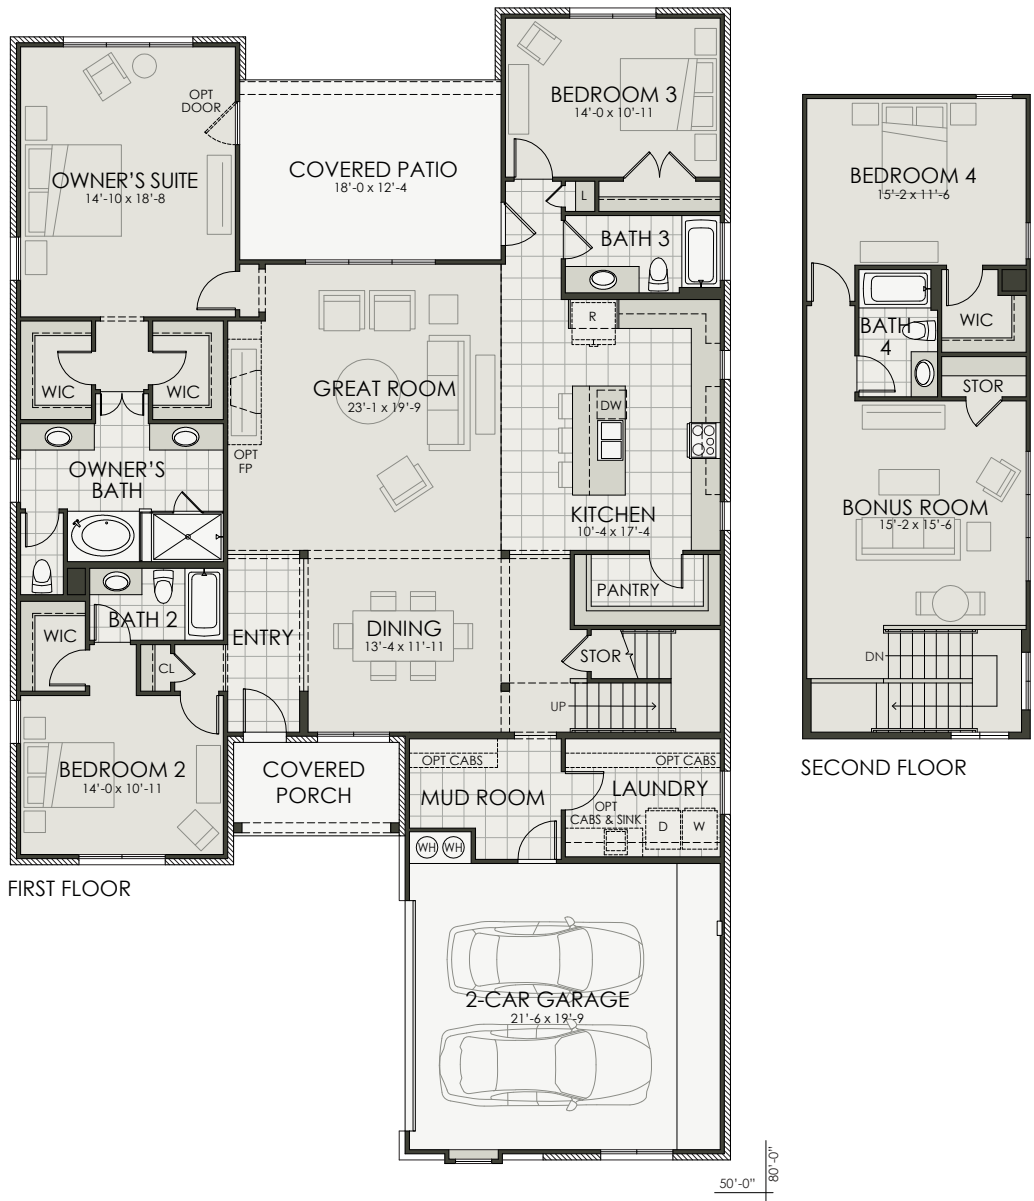 BEDROOM 3
14'-0 x 10'-11
OPT
DOOR
COVERED PATIO
18'-0 x 12'-4
OWNER'S SUITE
14'-10 x 18'-8
L
BATH 3
R
WIC
WIC
GREAT ROOM
23'-1 x 19'-9
DW
OPT
FP
OWNER'S
BATH
KITCHEN
10'-4 x 17'-4
PANTRY
BATH 2
WIC
ENTRY
DINING
13'-4 x 11'-11
STOR
CL
UP
BEDROOM 2
14'-0 x 10'-11
COVERED
PORCH
OPT CABS
OPT CABS
MUD ROOM
LAUNDRY
OPT
CABS & SINK
D
W
WH
WH
FIRST FLOOR
2-CAR GARAGE
21'-6 x 19'-9
50'-0"
80'-0"
BEDROOM 4
15'-2 x 11'-6
BATH
4
WIC
STOR
BONUS ROOM
15'-2 x 15'-6
DN
SECOND FLOOR